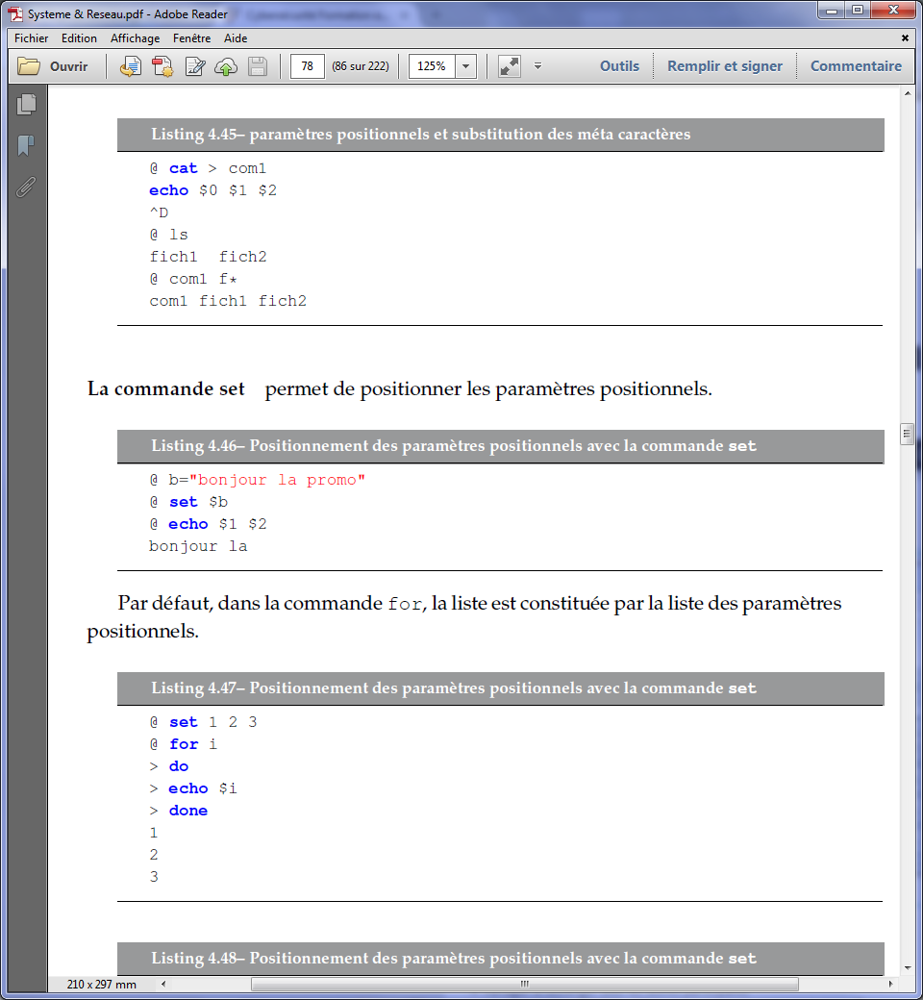 Systeme & Reseau.pdf - Adobe Reader
Fichier Edition Affichage Fenêtre Aide
Ouvrir 78 (86 sur 222) 125% Outils Remplir et signer Commentaire
Listing 4.45– paramètres positionnels et substitution des méta caractères
@ cat > com1
echo $0 $1 $2
^D
@ ls
fich1  fich2
@ com1 f*
com1 fich1 fich2
La commande set permet de positionner les paramètres positionnels.
Listing 4.46– Positionnement des paramètres positionnels avec la commande set
@ b="bonjour la promo"
@ set $b
@ echo $1 $2
bonjour la
Par défaut, dans la commande for, la liste est constituée par la liste des paramètres
positionnels.
Listing 4.47– Positionnement des paramètres positionnels avec la commande set
@ set 1 2 3
@ for i
> do
> echo $i
> done
1
2
3
Listing 4.48– Positionnement des paramètres positionnels avec la commande set
210 x 297 mm